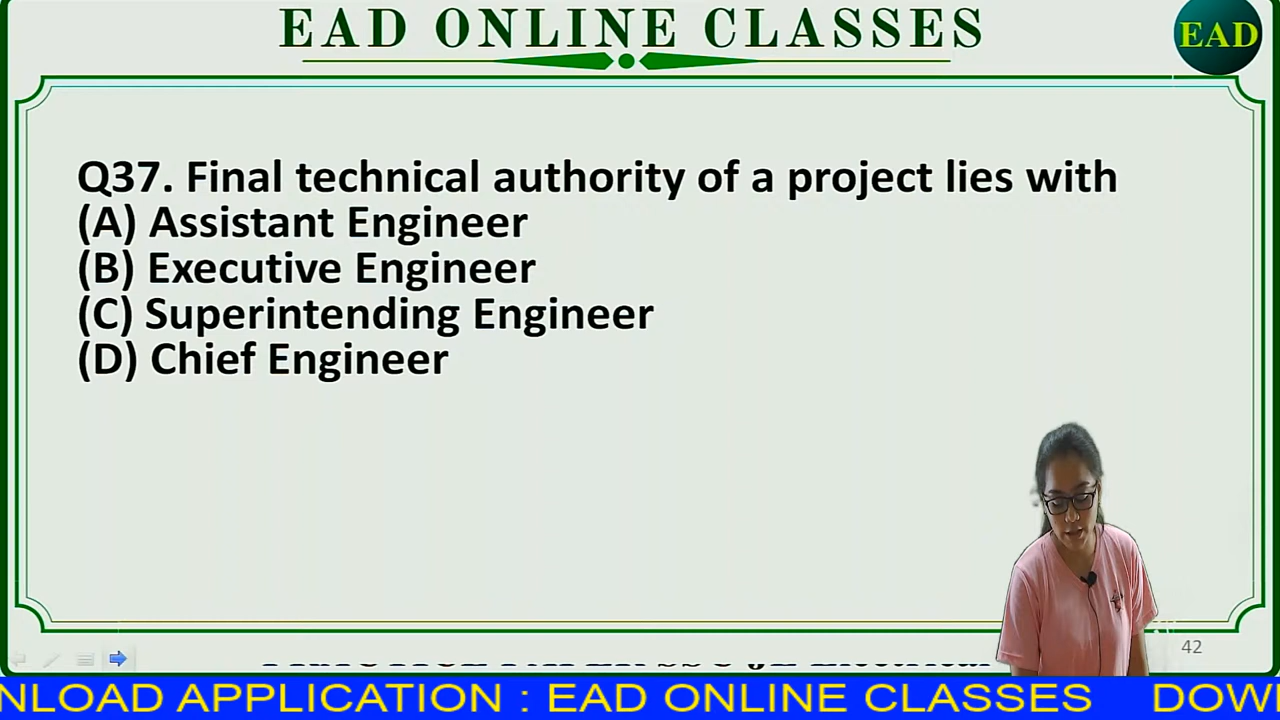 EAD ONLINE CLASSES
EAD
Q37. Final technical authority of a project lies with
(A) Assistant Engineer
(B) Executive Engineer
(C) Superintending Engineer
(D) Chief Engineer
42
NLOAD APPLICATION : EAD ONLINE CLASSES DOWI